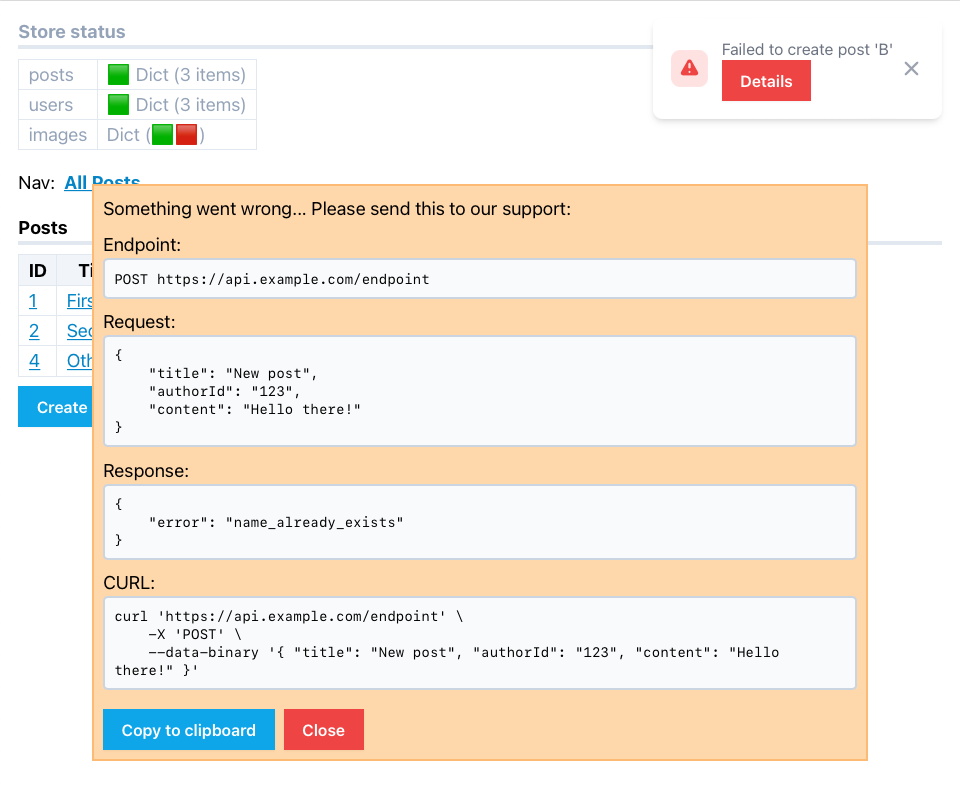 Store status
posts 🟩 Dict (3 items)
users 🟩 Dict (3 items)
images Dict (🟩🟥)
Failed to create post 'B'
Details
Nav: All Posts
Posts
ID Ti
1 Firs
2 Sec
4 Oth
Create
Something went wrong... Please send this to our support:
Endpoint:
POST https://api.example.com/endpoint
Request:
{
    "title": "New post",
    "authorId": "123",
    "content": "Hello there!"
}
Response:
{
    "error": "name_already_exists"
}
CURL:
curl 'https://api.example.com/endpoint' \
    -X 'POST' \
    --data-binary '{ "title": "New post", "authorId": "123", "content": "Hello
there!" }'
Copy to clipboard
Close